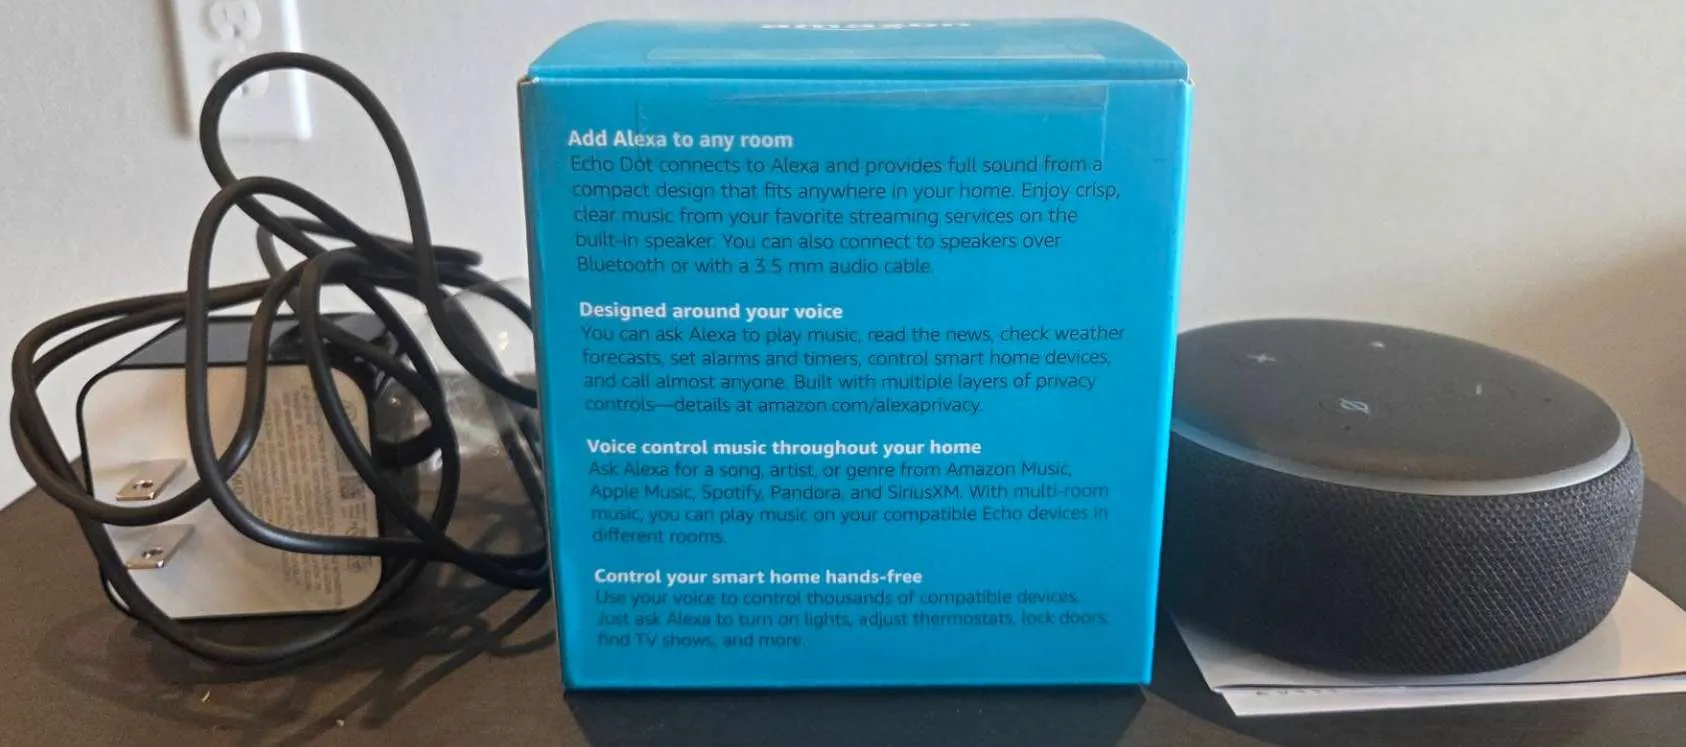 amazon
Add Alexa to any room
Echo Dot connects to Alexa and provides full sound from a
compact design that fits anywhere in your home. Enjoy crisp,
clear music from your favorite streaming services on the
built-in speaker. You can also connect to speakers over
Bluetooth or with a 3.5 mm audio cable.
Designed around your voice
You can ask Alexa to play music, read the news, check weather
forecasts, set alarms and timers, control smart home devices,
and call almost anyone. Built with multiple layers of privacy
controls—details at amazon.com/alexaprivacy.
Voice control music throughout your home
Ask Alexa for a song, artist, or genre from Amazon Music,
Apple Music, Spotify, Pandora, and SiriusXM. With multi-room
music, you can play music on your compatible Echo devices in
different rooms.
Control your smart home hands-free
Use your voice to control thousands of compatible devices.
Just ask Alexa to turn on lights, adjust thermostats, lock doors,
find TV shows, and more.